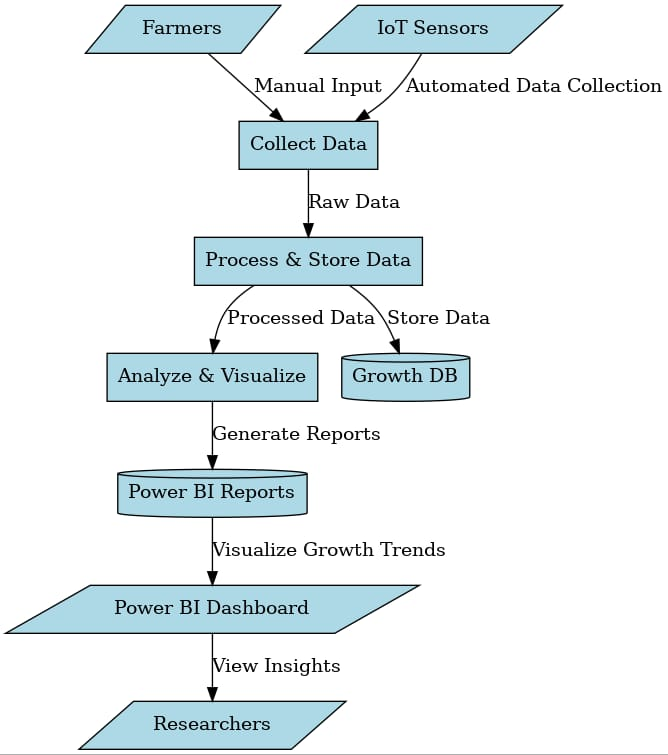 Farmers
IoT Sensors
Manual Input
Automated Data Collection
Collect Data
Raw Data
Process & Store Data
Processed Data
Store Data
Analyze & Visualize
Growth DB
Generate Reports
Power BI Reports
Visualize Growth Trends
Power BI Dashboard
View Insights
Researchers